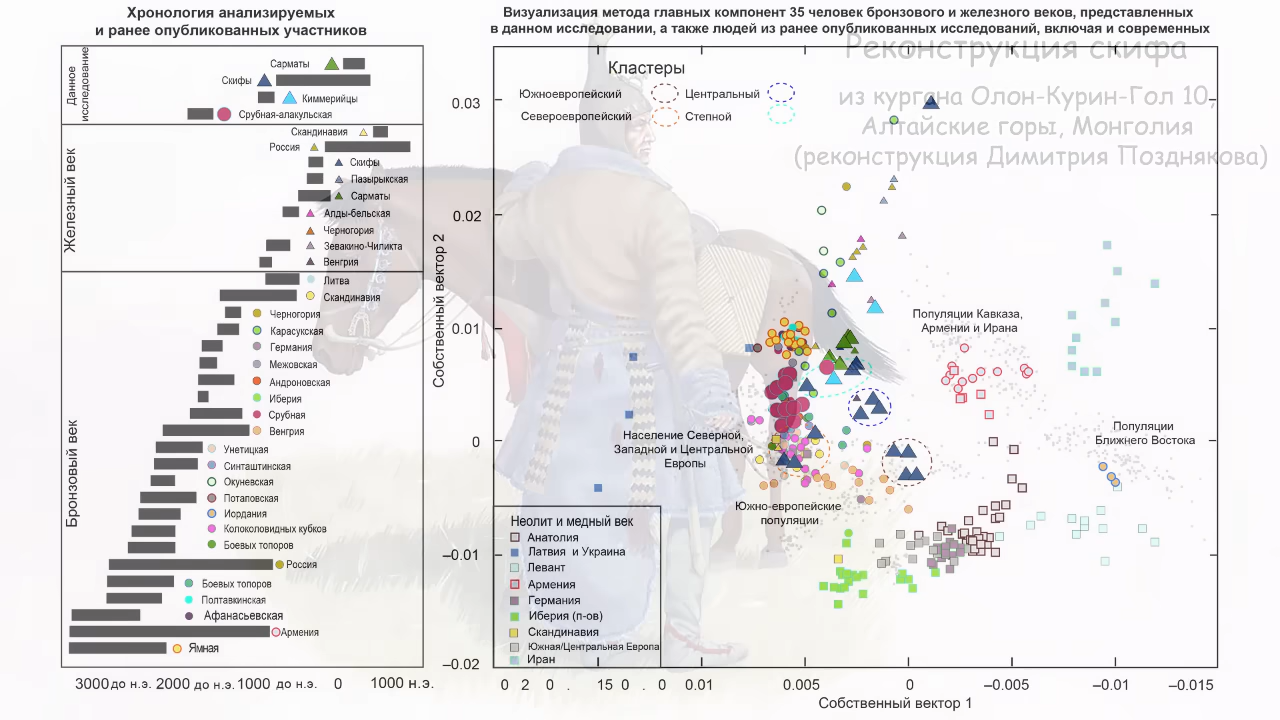 Хронология анализируемых
и ранее опубликованных участников
Данное
исследование
Сарматы
Скифы
Киммерийцы
Срубная-алакульская
Железный век
Скандинавия
Россия
Скифы
Пазырыкская
Сарматы
Алды-бельская
Черногория
Зевакино-Чиликта
Венгрия
Бронзовый век
Литва
Скандинавия
Черногория
Карасукская
Германия
Межовская
Андроновская
Иберия
Срубная
Венгрия
Унетицкая
Синташтинская
Окуневская
Потаповская
Иордания
Колоколовидных кубков
Боевых топоров
Россия
Боевых топоров
Полтавкинская
Афанасьевская
Армения
Ямная
3000 до н.э. 2000 до н.э. 1000 до н.э. 0 1000 н.э.
Визуализация метода главных компонент 35 человек бронзового и железного веков, представленных
в данном исследовании, а также людей из ранее опубликованных исследований, включая и современных
Реконструкция скифа
из кургана Олон-Курин-Гол 10,
Алтайские горы, Монголия
(реконструкция Димитрия Позднякова)
Кластеры
Южноевропейский Центральный
Североевропейский Степной
Собственный вектор 2
0.03
0.02
0.01
0
–0.01
–0.02
Популяции Кавказа,
Армении и Ирана
Популяции
Ближнего Востока
Население Северной,
Западной и Центральной
Европы
Южно-европейские
популяции
Неолит и медный век
Анатолия
Латвия и Украина
Левант
Армения
Германия
Иберия (п-ов)
Скандинавия
Южная/Центральная Европа
Иран
0 2 0 . 15 0 . 0 0.01 0.005 0 –0.005 –0.01 –0.015
Собственный вектор 1